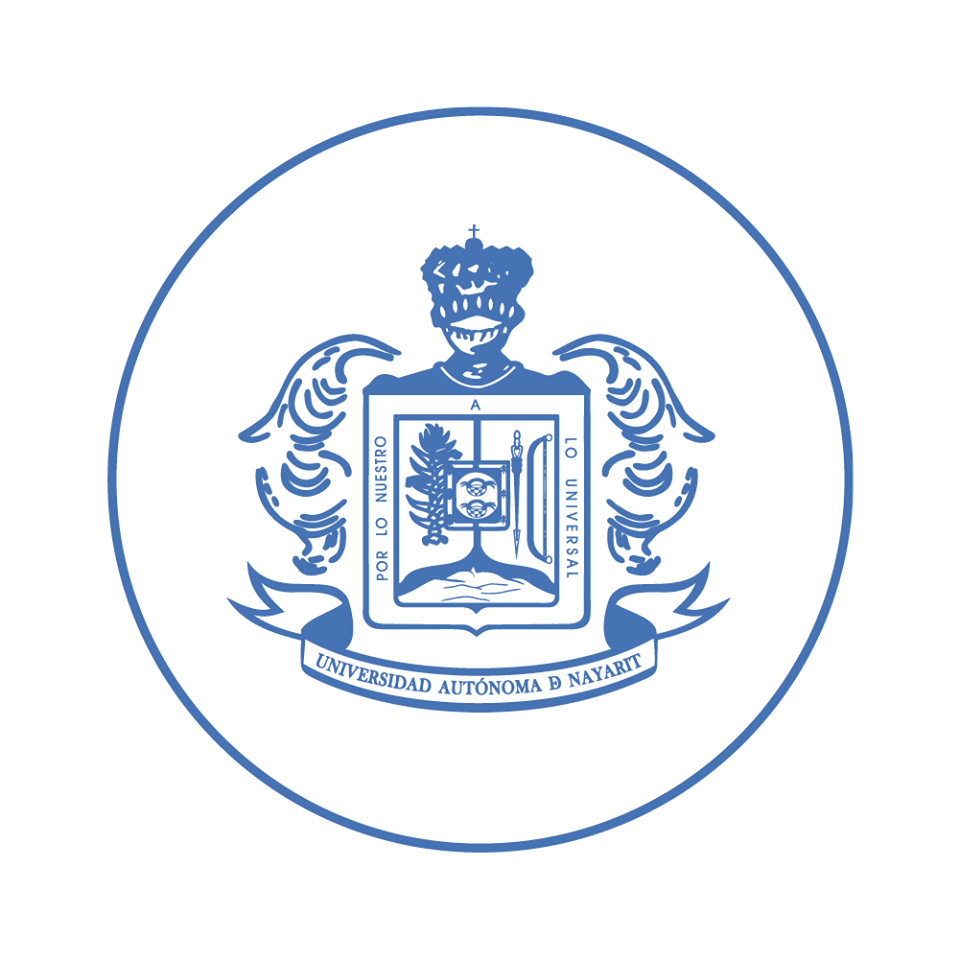 POR LO NUESTRO
A
LO UNIVERSAL
UNIVERSIDAD AUTÓNOMA Đ NAYARIT